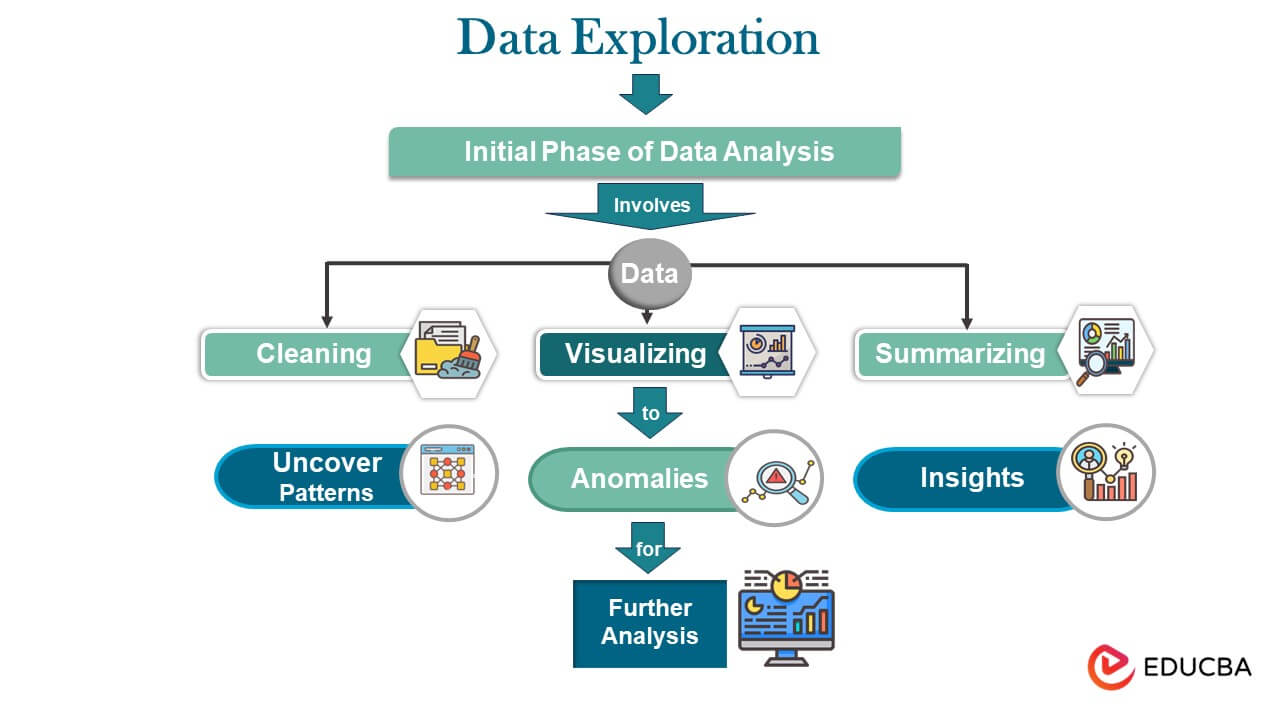 Data Exploration
Initial Phase of Data Analysis
Involves
Data
Cleaning
Visualizing
Summarizing
to
Uncover
Patterns
Anomalies
Insights
for
Further
Analysis
EDUCBA